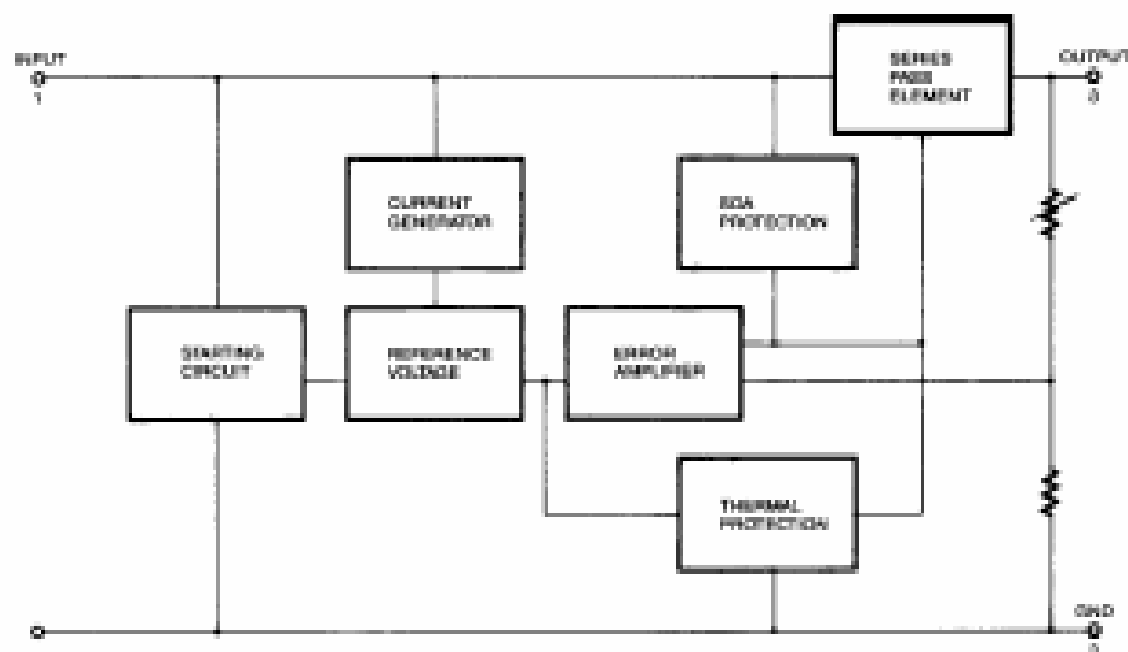 INPUT
1
SERIES
PASS
ELEMENT
OUTPUT
3
CURRENT
GENERATOR
SOA
PROTECTION
STARTING
CIRCUIT
REFERENCE
VOLTAGE
ERROR
AMPLIFIER
THERMAL
PROTECTION
GND